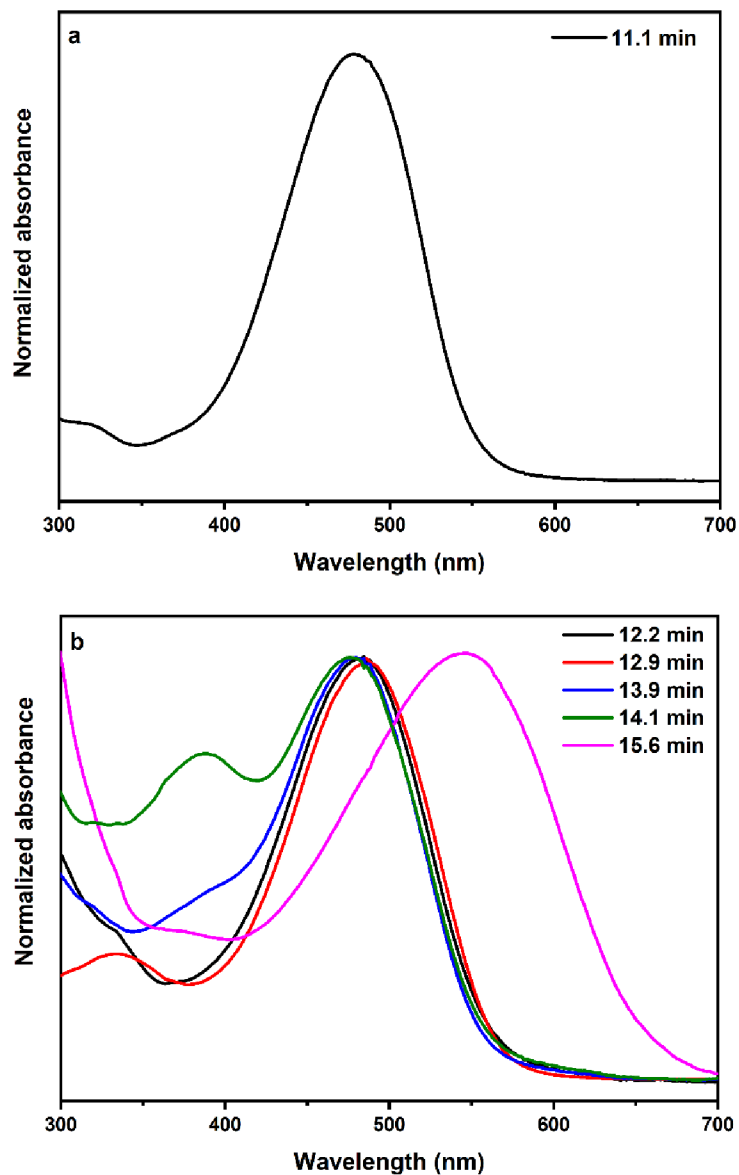 a
11.1 min
Normalized absorbance
300 400 500 600 700
Wavelength (nm)
b
12.2 min
12.9 min
13.9 min
14.1 min
15.6 min
Normalized absorbance
300 400 500 600 700
Wavelength (nm)